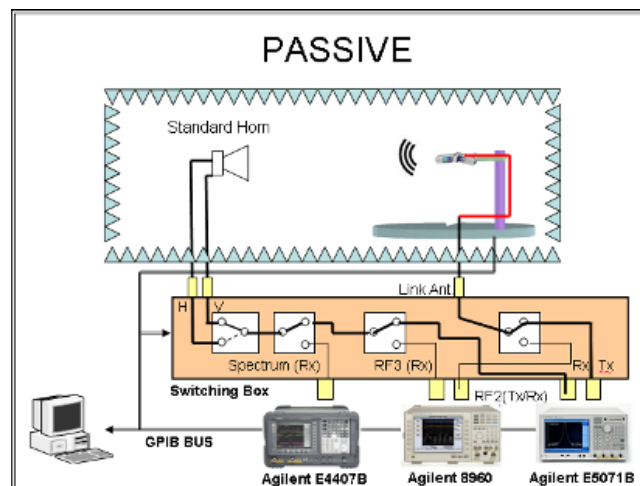 PASSIVE
Standard Horn
Link Ant
H V
Spectrum (Rx) RF3 (Rx) Rx Tx
Switching Box RF2(Tx/Rx)
GPIB BUS
Agilent E4407B Agilent 8960 Agilent E5071B